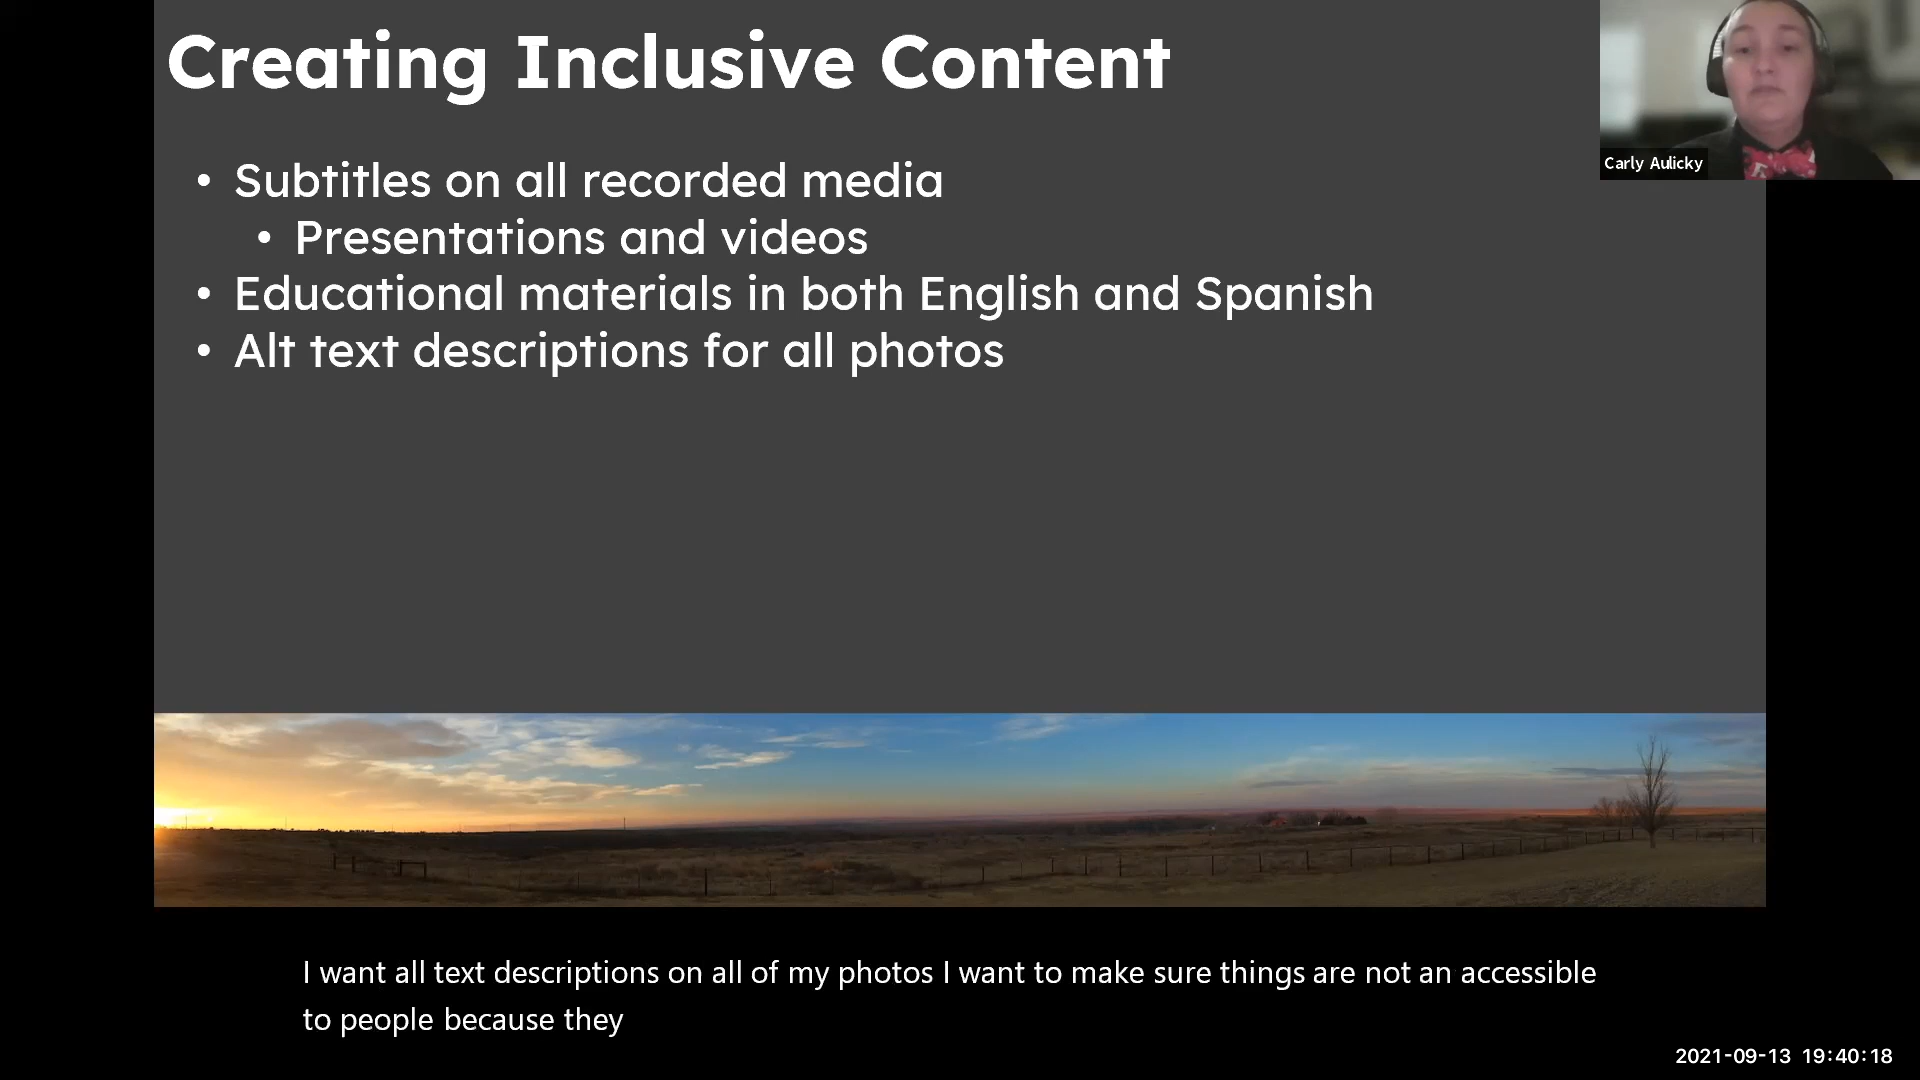 Creating Inclusive Content
• Subtitles on all recorded media
• Presentations and videos
• Educational materials in both English and Spanish
• Alt text descriptions for all photos
Carly Aulicky
I want all text descriptions on all of my photos I want to make sure things are not an accessible
to people because they
2021-09-13 19:40:18